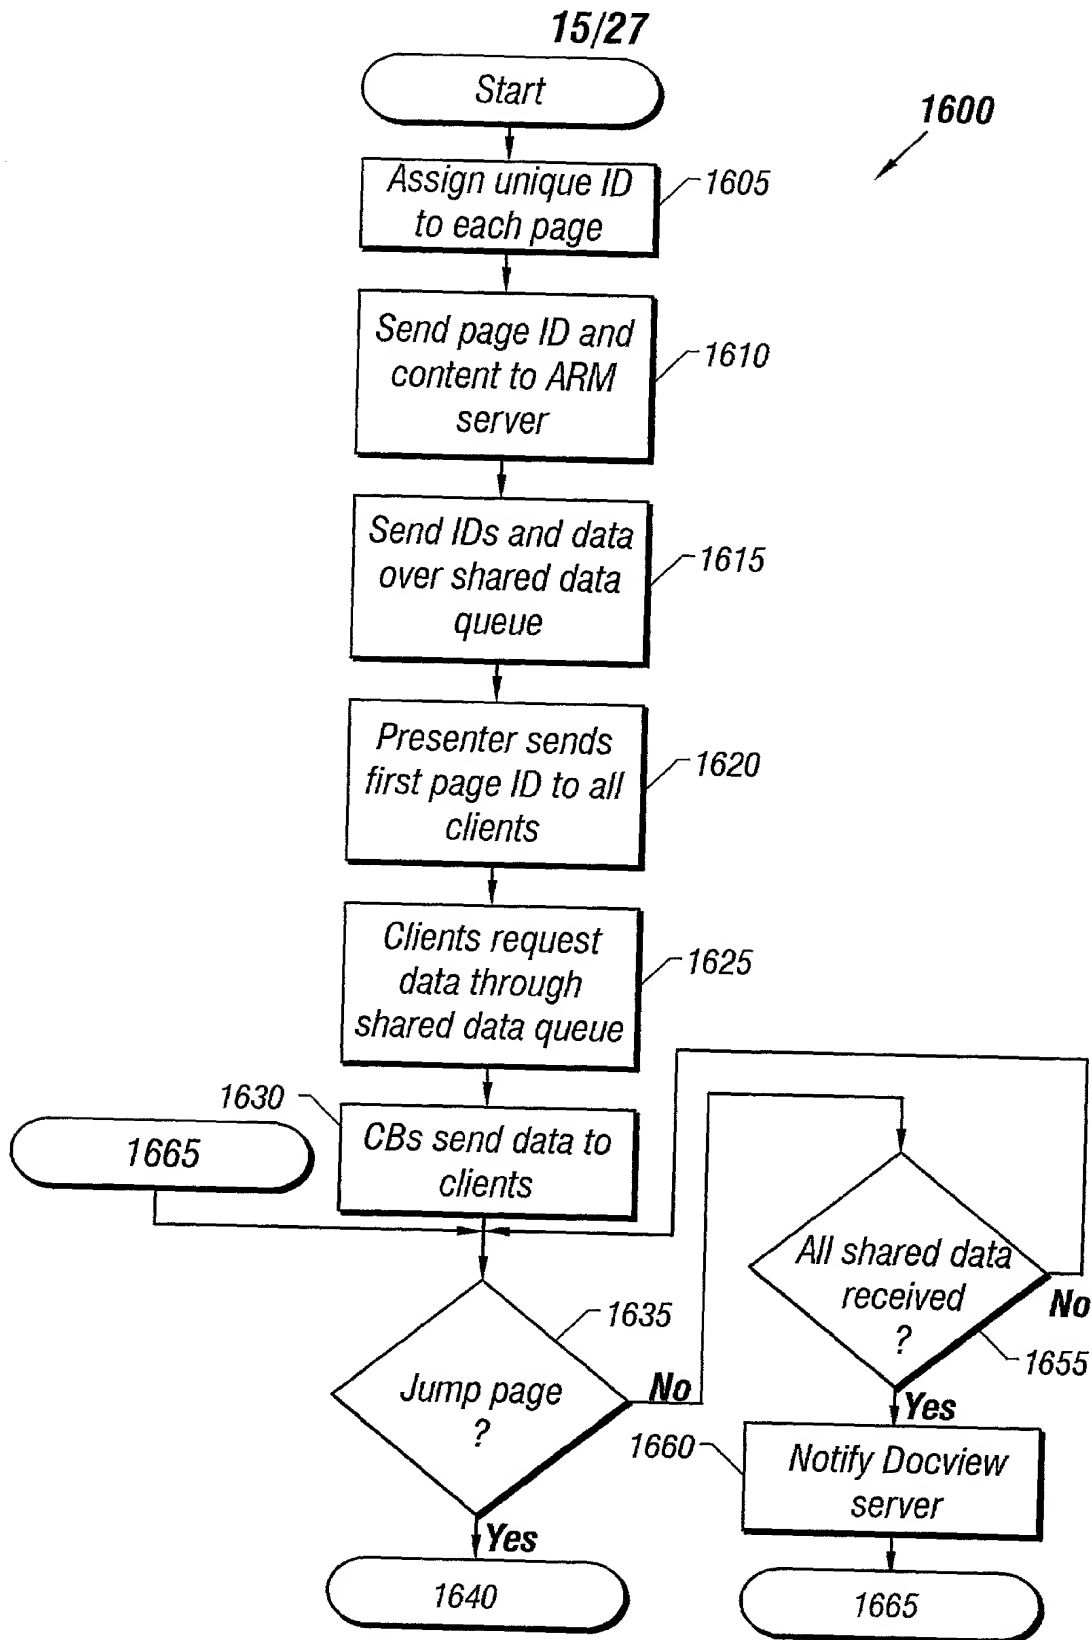 15/27
Start
1600
Assign unique ID
to each page
1605
Send page ID and
content to ARM
server
1610
Send IDs and data
over shared data
queue
1615
Presenter sends
first page ID to all
clients
1620
Clients request
data through
shared data queue
1625
1630
CBs send data to
clients
1665
Jump page
?
1635
No
Yes
1640
All shared data
received
?
No
1655
Yes
1660
Notify Docview
server
1665